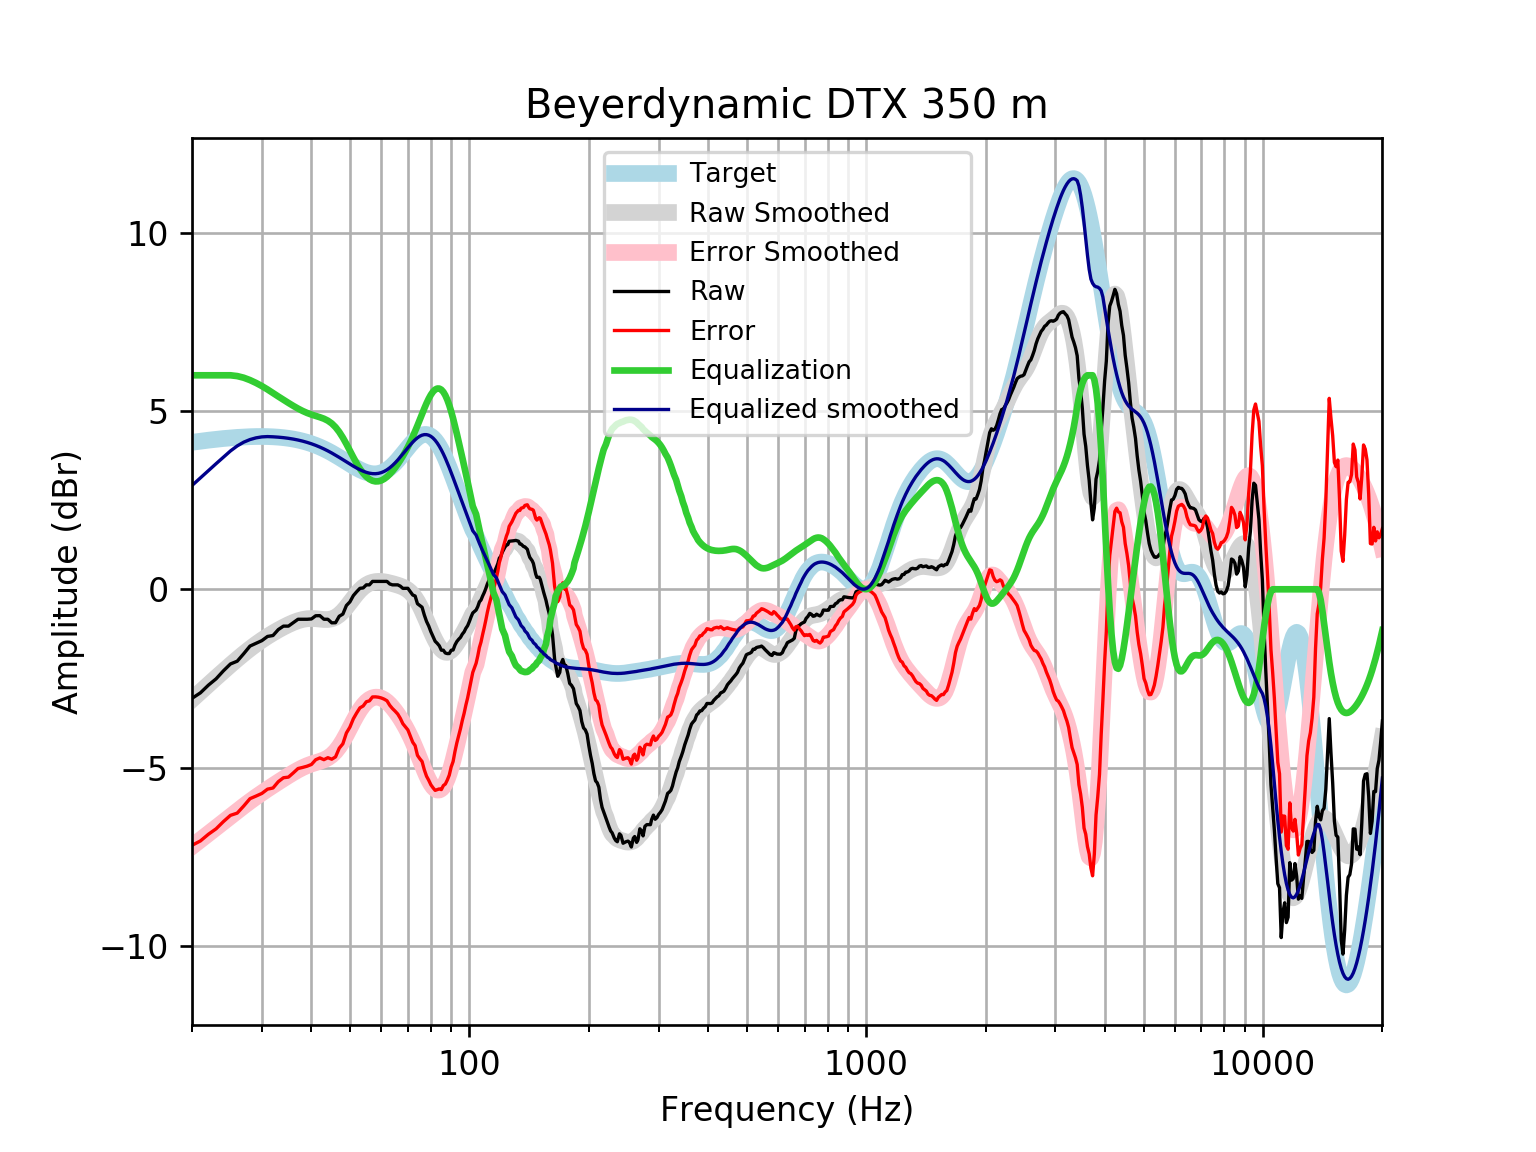 Beyerdynamic DTX 350 m
Target
Raw Smoothed
Error Smoothed
Raw
Error
Equalization
Equalized smoothed
10
5
0
−5
−10
Amplitude (dBr)
100
1000
10000
Frequency (Hz)